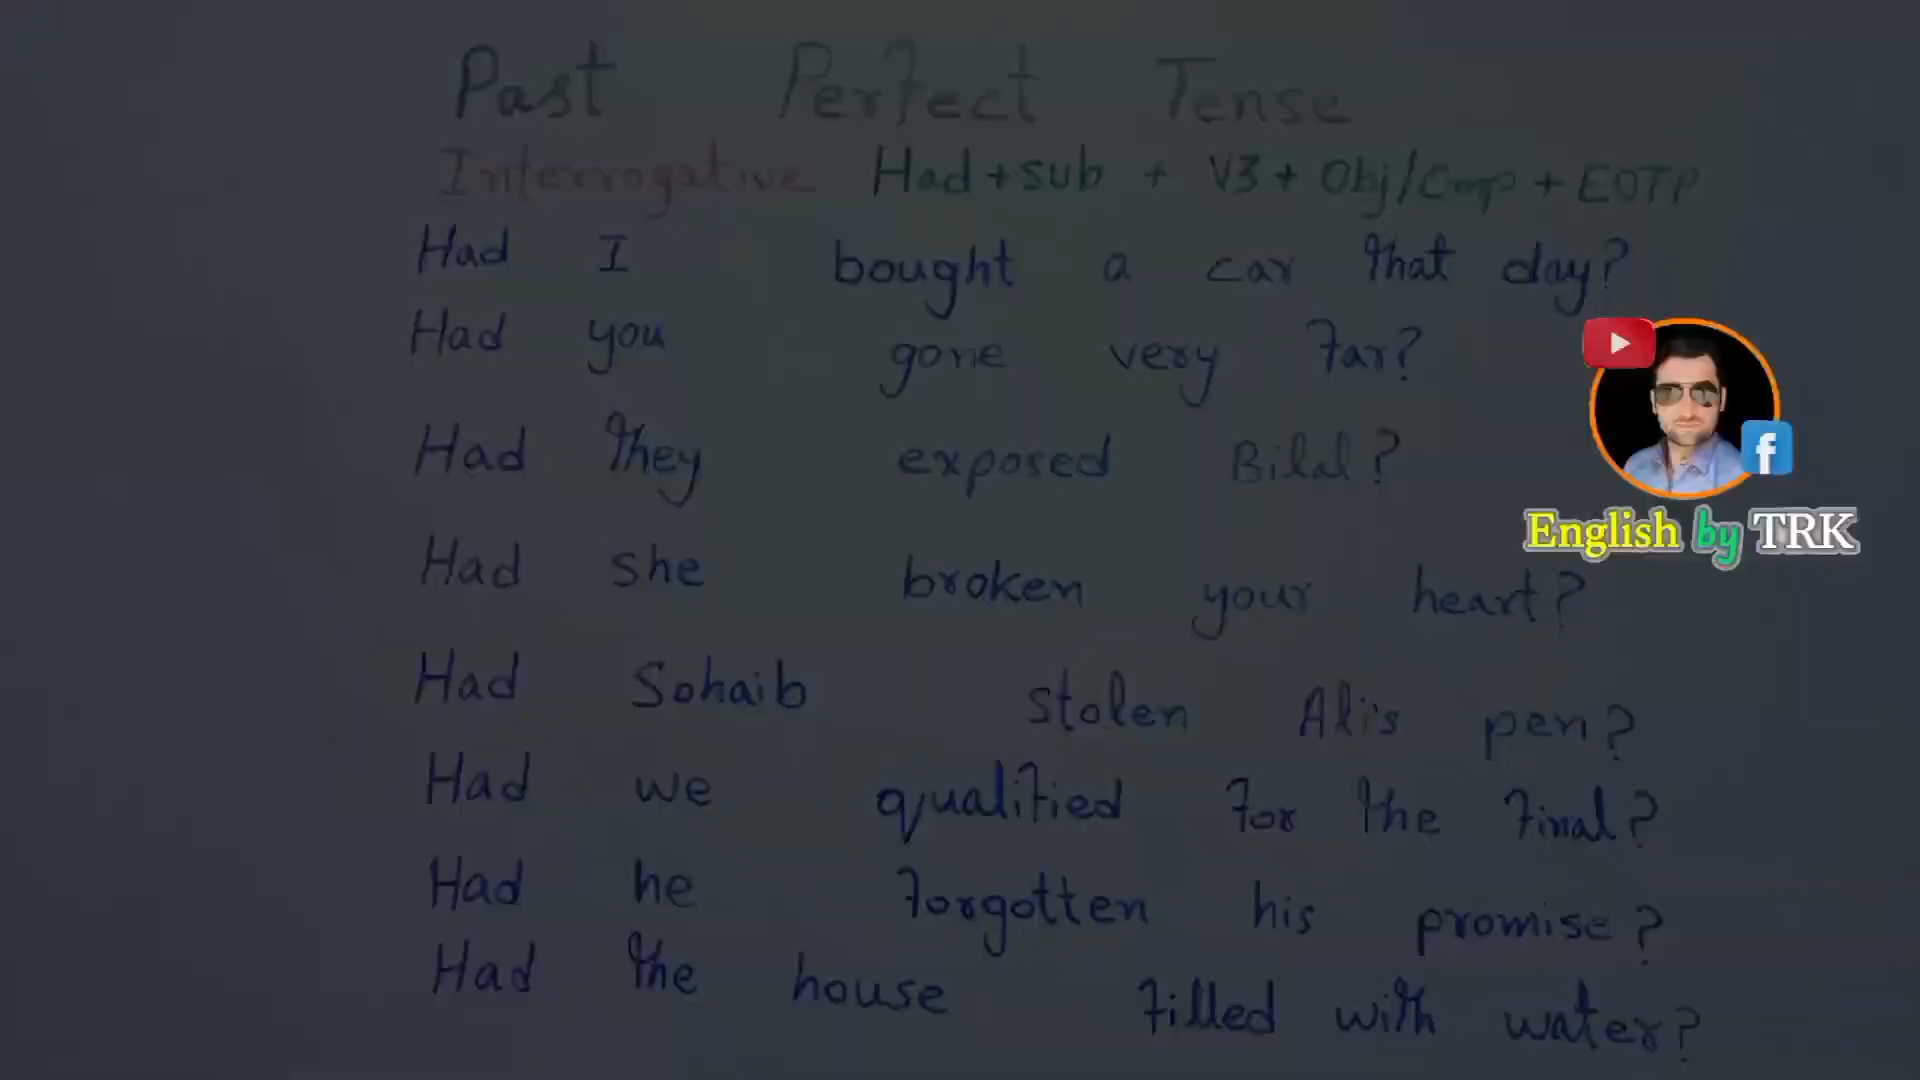 Past Perfect Tense
Interrogative Had + sub + V3 + Obj/Cmp + EOTP
Had I bought a car that day?
Had you gone very far?
Had they exposed Bilal?
Had she broken your heart?
Had Sohaib stolen Ali's pen?
Had we qualified for the final?
Had he forgotten his promise?
Had the house filled with water?
f
English by TRK